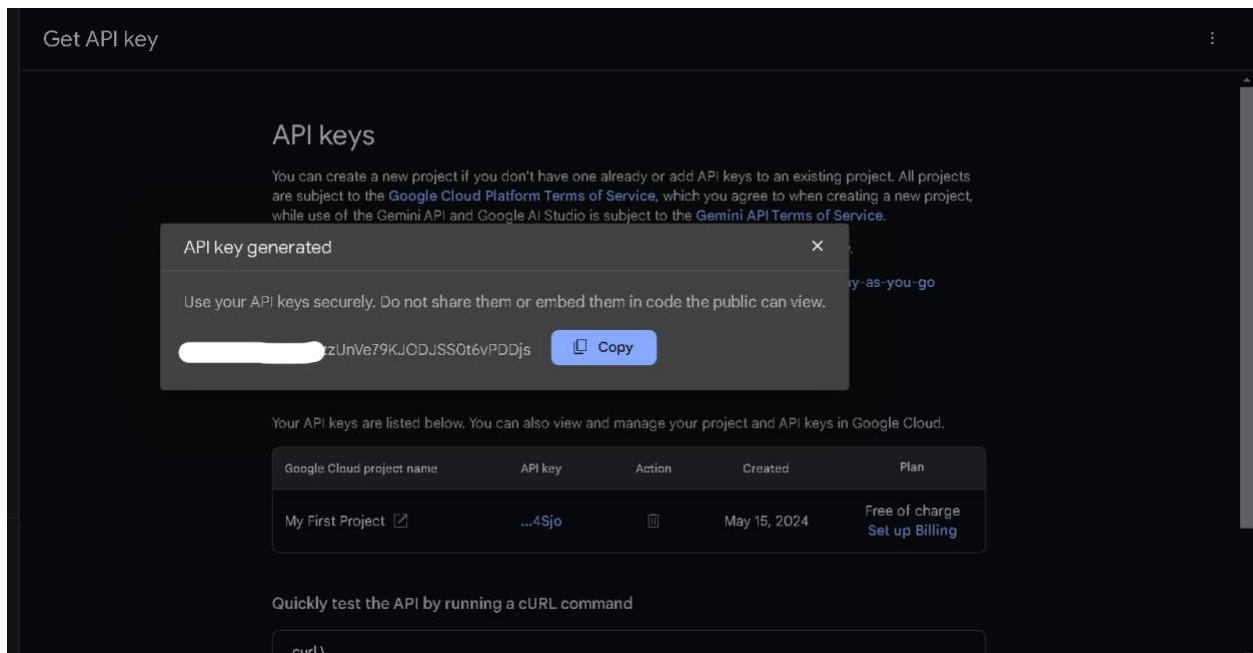 Get API key
API keys
You can create a new project if you don't have one already or add API keys to an existing project. All projects
are subject to the Google Cloud Platform Terms of Service, which you agree to when creating a new project,
while use of the Gemini API and Google AI Studio is subject to the Gemini API Terms of Service.
API key generated
y-as-you-go
Use your API keys securely. Do not share them or embed them in code the public can view.
zUnVe79KJODJSS0t6vPDDjs
Copy
Your API keys are listed below. You can also view and manage your project and API keys in Google Cloud.
Google Cloud project name API key Action Created Plan
My First Project ...4Sjo May 15, 2024 Free of charge
Set up Billing
Quickly test the API by running a cURL command
curl \